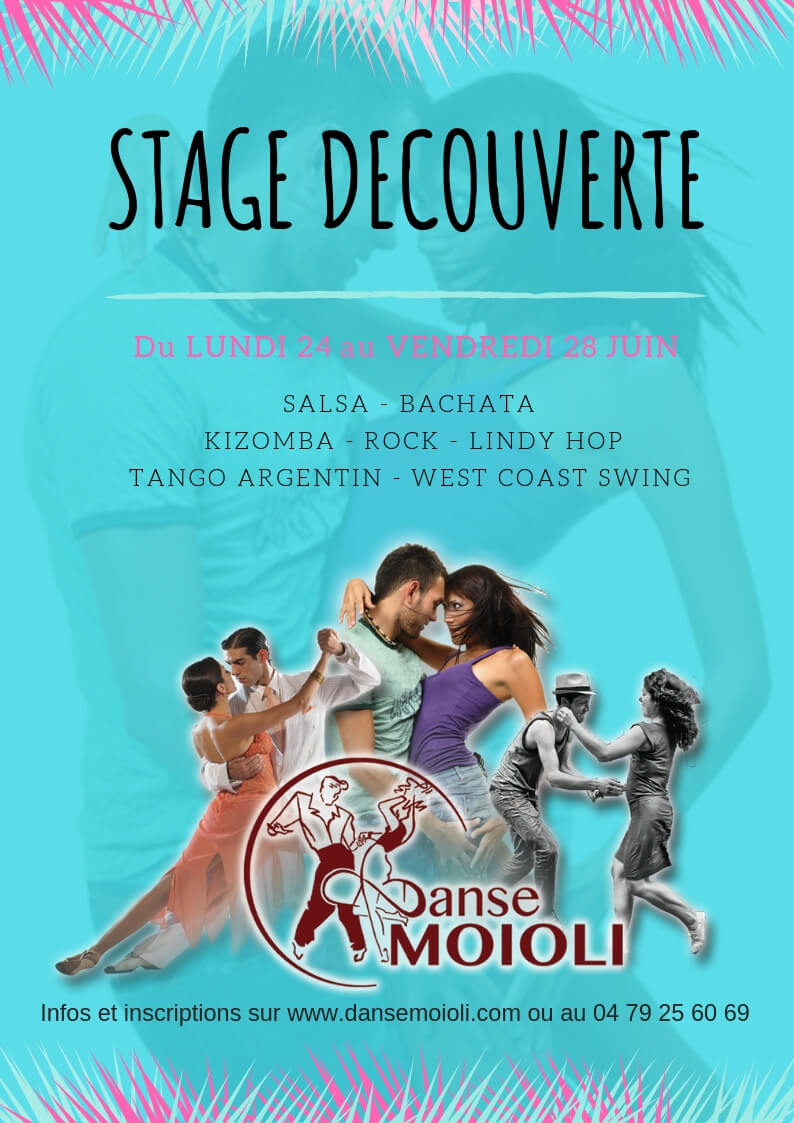 STAGE DECOUVERTE
Du LUNDI 24 au VENDREDI 28 JUIN
SALSA - BACHATA
KIZOMBA - ROCK - LINDY HOP
TANGO ARGENTIN - WEST COAST SWING
Danse
MOIOLI
Infos et inscriptions sur www.dansemoioli.com ou au 04 79 25 60 69